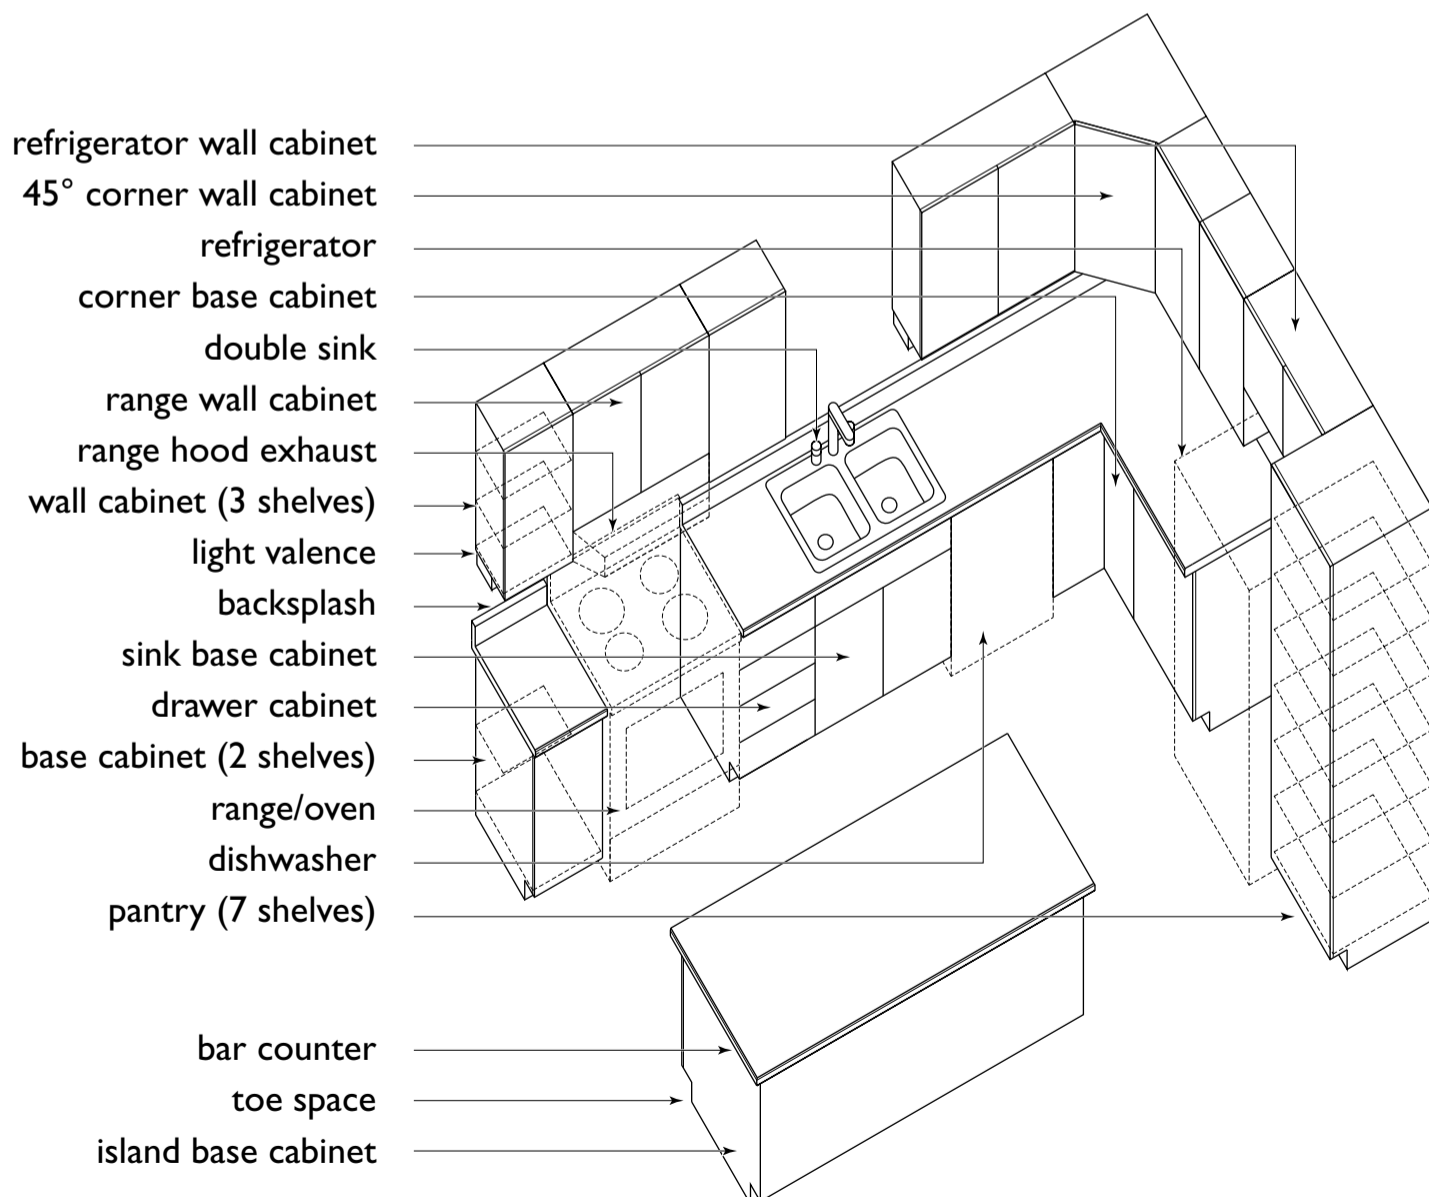 refrigerator wall cabinet
45° corner wall cabinet
refrigerator
corner base cabinet
double sink
range wall cabinet
range hood exhaust
wall cabinet (3 shelves)
light valence
backsplash
sink base cabinet
drawer cabinet
base cabinet (2 shelves)
range/oven
dishwasher
pantry (7 shelves)
bar counter
toe space
island base cabinet